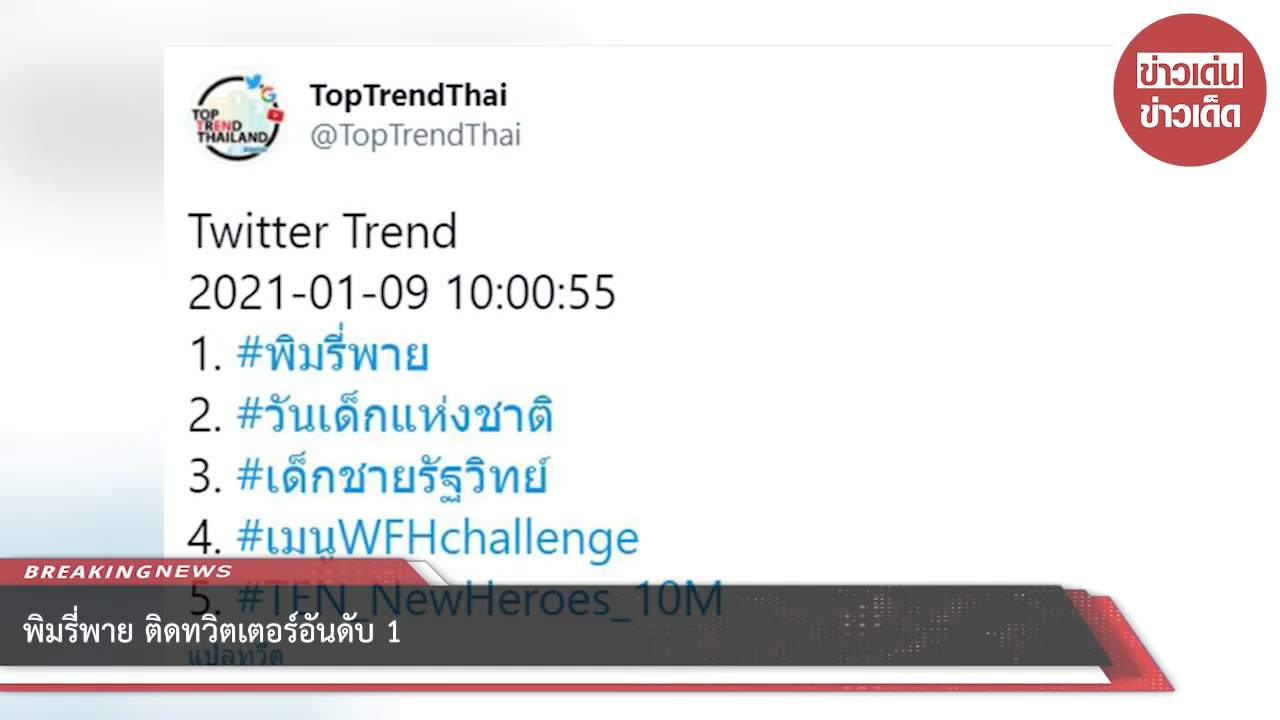 ข่าวเด่น
ข่าวเด็ด
TOP
TREND
THAILAND
TopTrendThai
@TopTrendThai
Twitter Trend
2021-01-09 10:00:55
1. #พิมรี่พาย
2. #วันเด็กแห่งชาติ
3. #เด็กชายรัฐวิทย์
4. #เมนูWFHchallenge
5. #TEN_NewHeroes_10M
แปลทวีต
BREAKING NEWS
พิมรี่พาย ติดทวิตเตอร์อันดับ 1